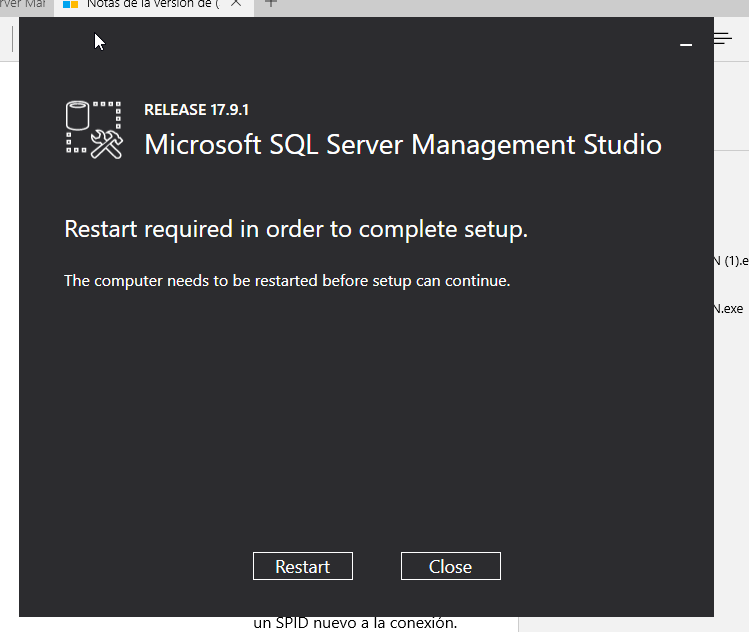 rver Mar
Notas de la versión de (
RELEASE 17.9.1
Microsoft SQL Server Management Studio
Restart required in order to complete setup.
The computer needs to be restarted before setup can continue.
N (1).e
N.exe
Restart
Close
un SPID nuevo a la conexión.